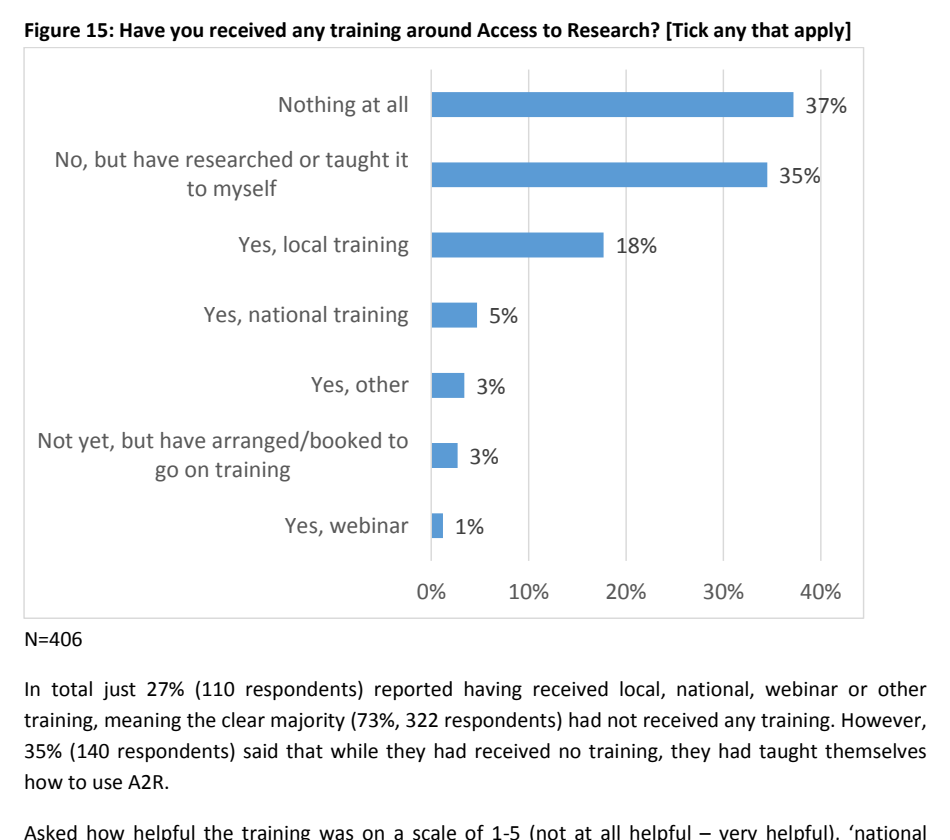 Figure 15: Have you received any training around Access to Research? [Tick any that apply]
Nothing at all
37%
No, but have researched or taught it
to myself
35%
Yes, local training
18%
Yes, national training
5%
Yes, other
3%
Not yet, but have arranged/booked to
go on training
3%
Yes, webinar
1%
0% 10% 20% 30% 40%
N=406
In total just 27% (110 respondents) reported having received local, national, webinar or other
training, meaning the clear majority (73%, 322 respondents) had not received any training. However,
35% (140 respondents) said that while they had received no training, they had taught themselves
how to use A2R.
Asked how helpful the training was on a scale of 1-5 (not at all helpful – very helpful), ‘national